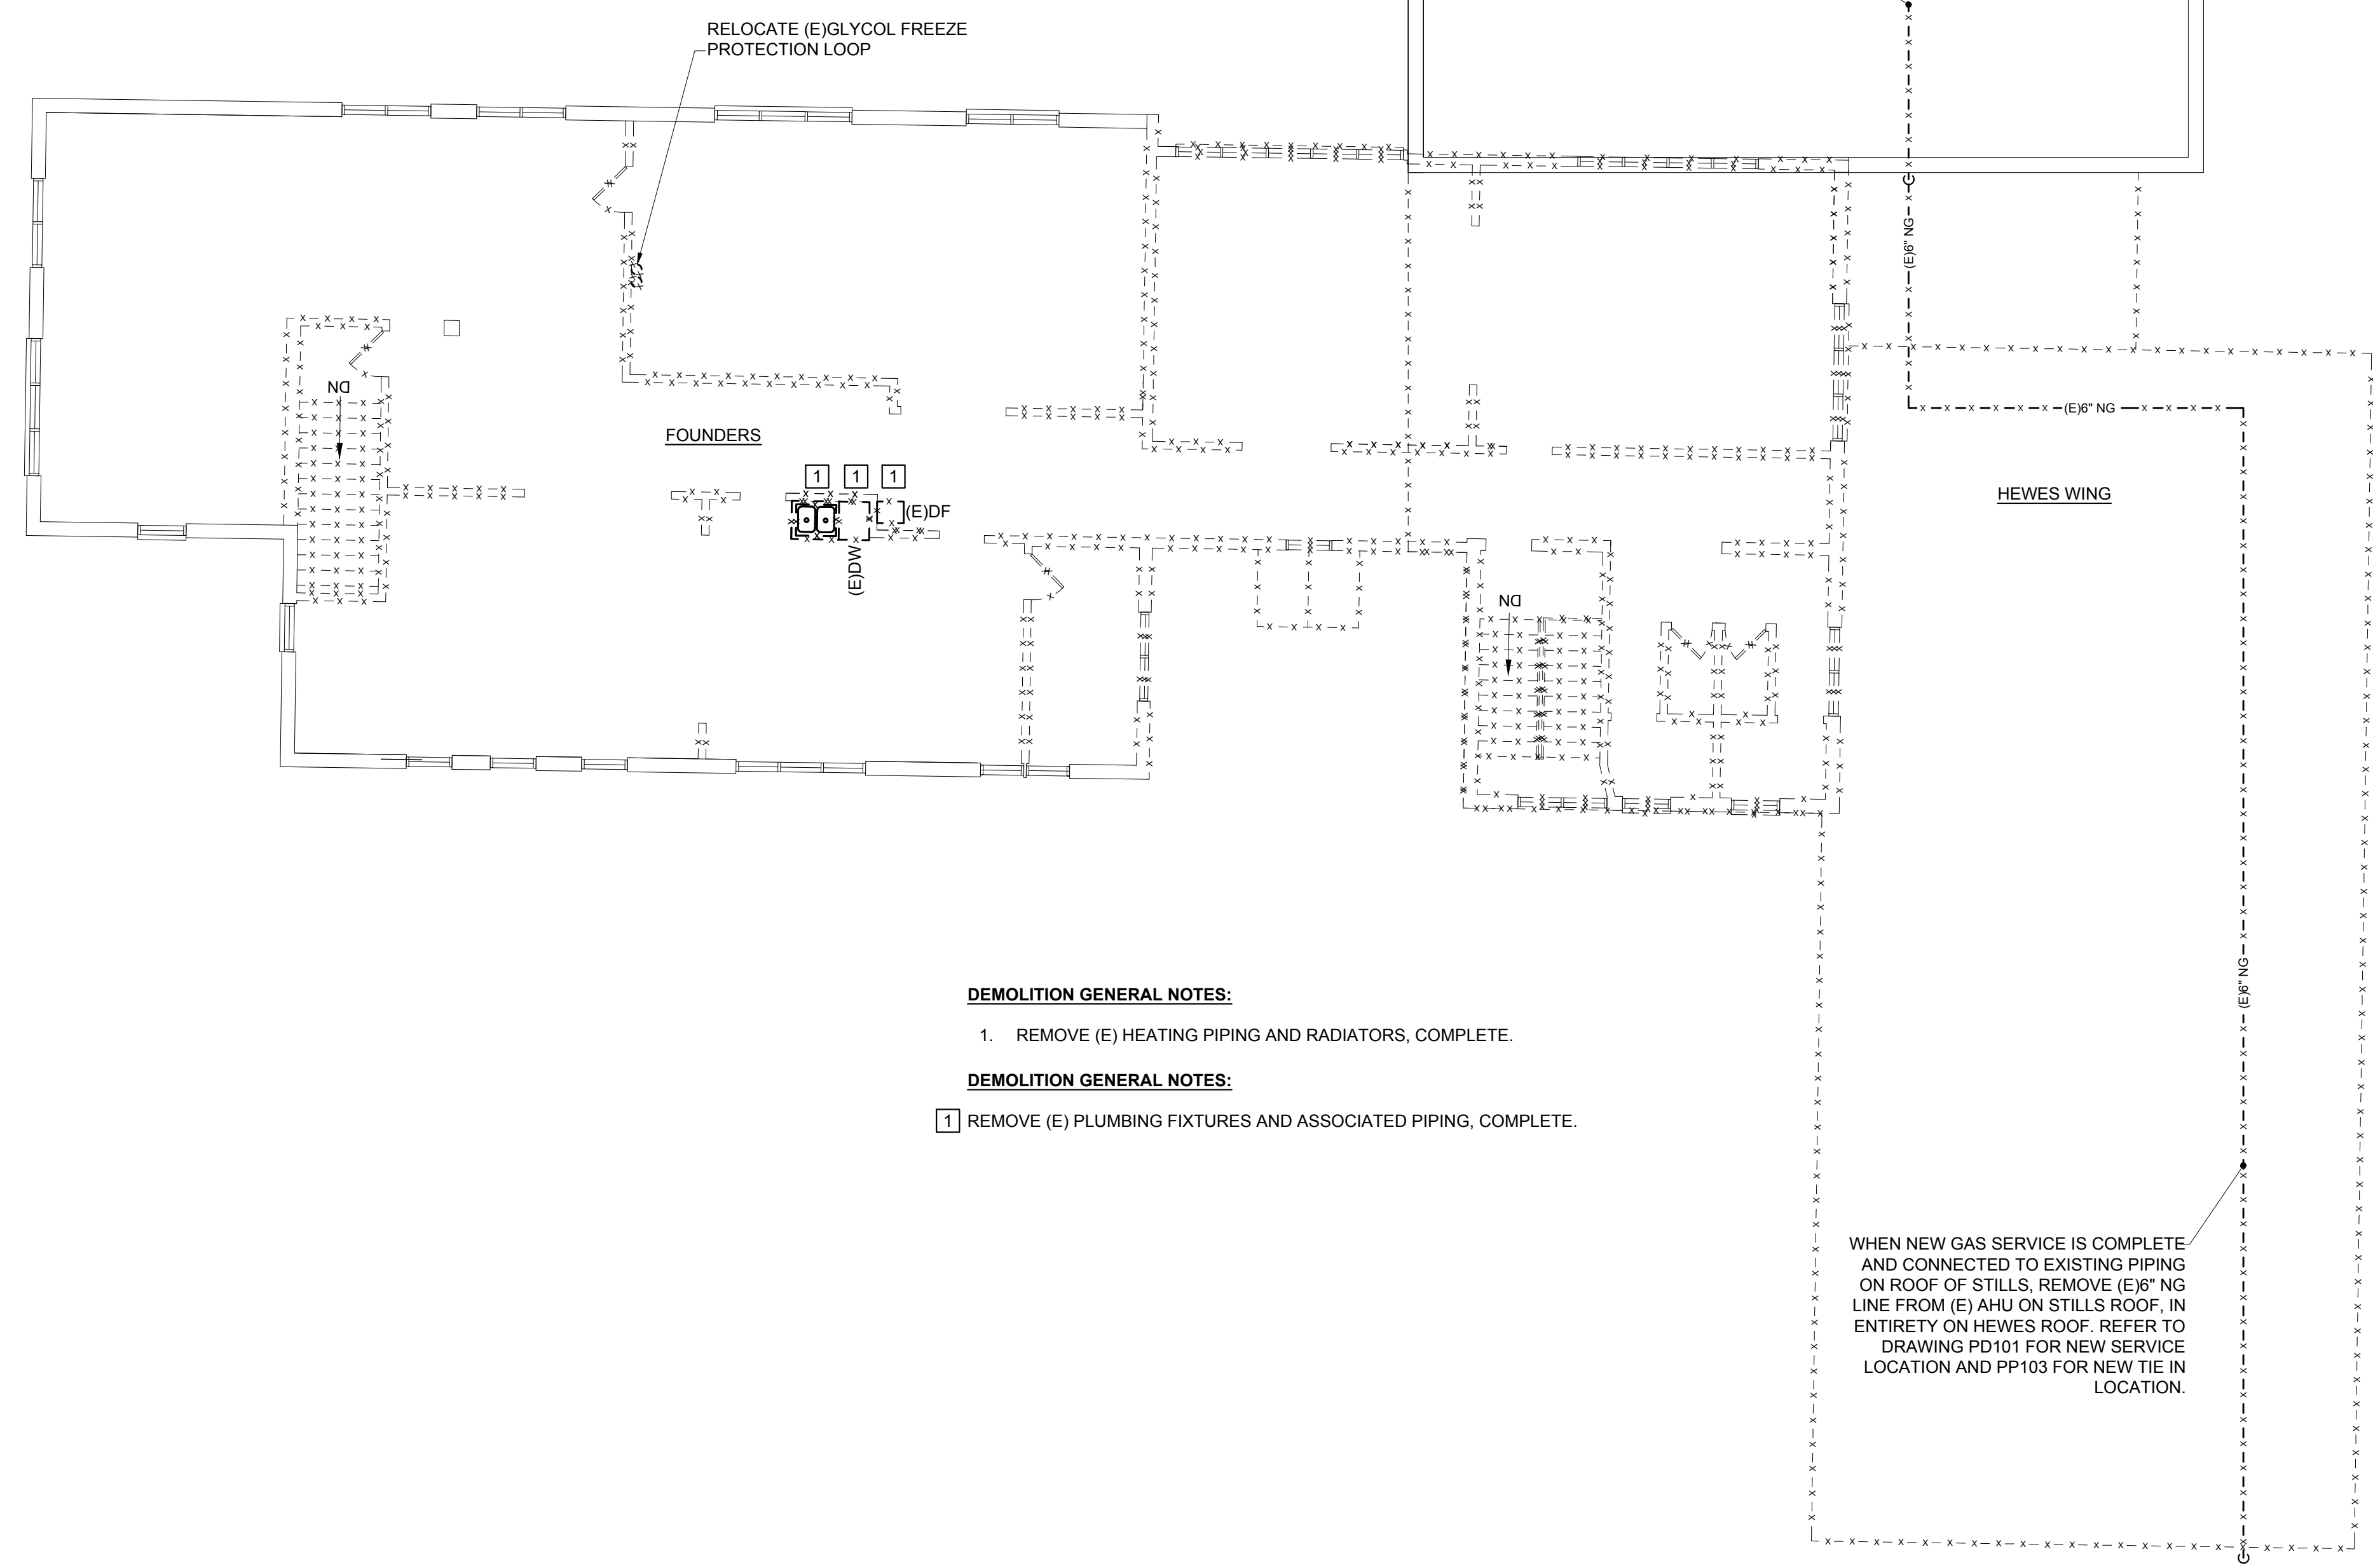 RELOCATE (E)GLYCOL FREEZE
PROTECTION LOOP
(E)6" NG
(E)6" NG
DN
FOUNDERS
1 1 1
HEWES WING
(E)DF
(E)DW
DN
(E)6" NG
DEMOLITION GENERAL NOTES:
1. REMOVE (E) HEATING PIPING AND RADIATORS, COMPLETE.
DEMOLITION GENERAL NOTES:
1 REMOVE (E) PLUMBING FIXTURES AND ASSOCIATED PIPING, COMPLETE.
WHEN NEW GAS SERVICE IS COMPLETE
AND CONNECTED TO EXISTING PIPING
ON ROOF OF STILLS, REMOVE (E)6" NG
LINE FROM (E) AHU ON STILLS ROOF, IN
ENTIRETY ON HEWES ROOF. REFER TO
DRAWING PD101 FOR NEW SERVICE
LOCATION AND PP103 FOR NEW TIE IN
LOCATION.